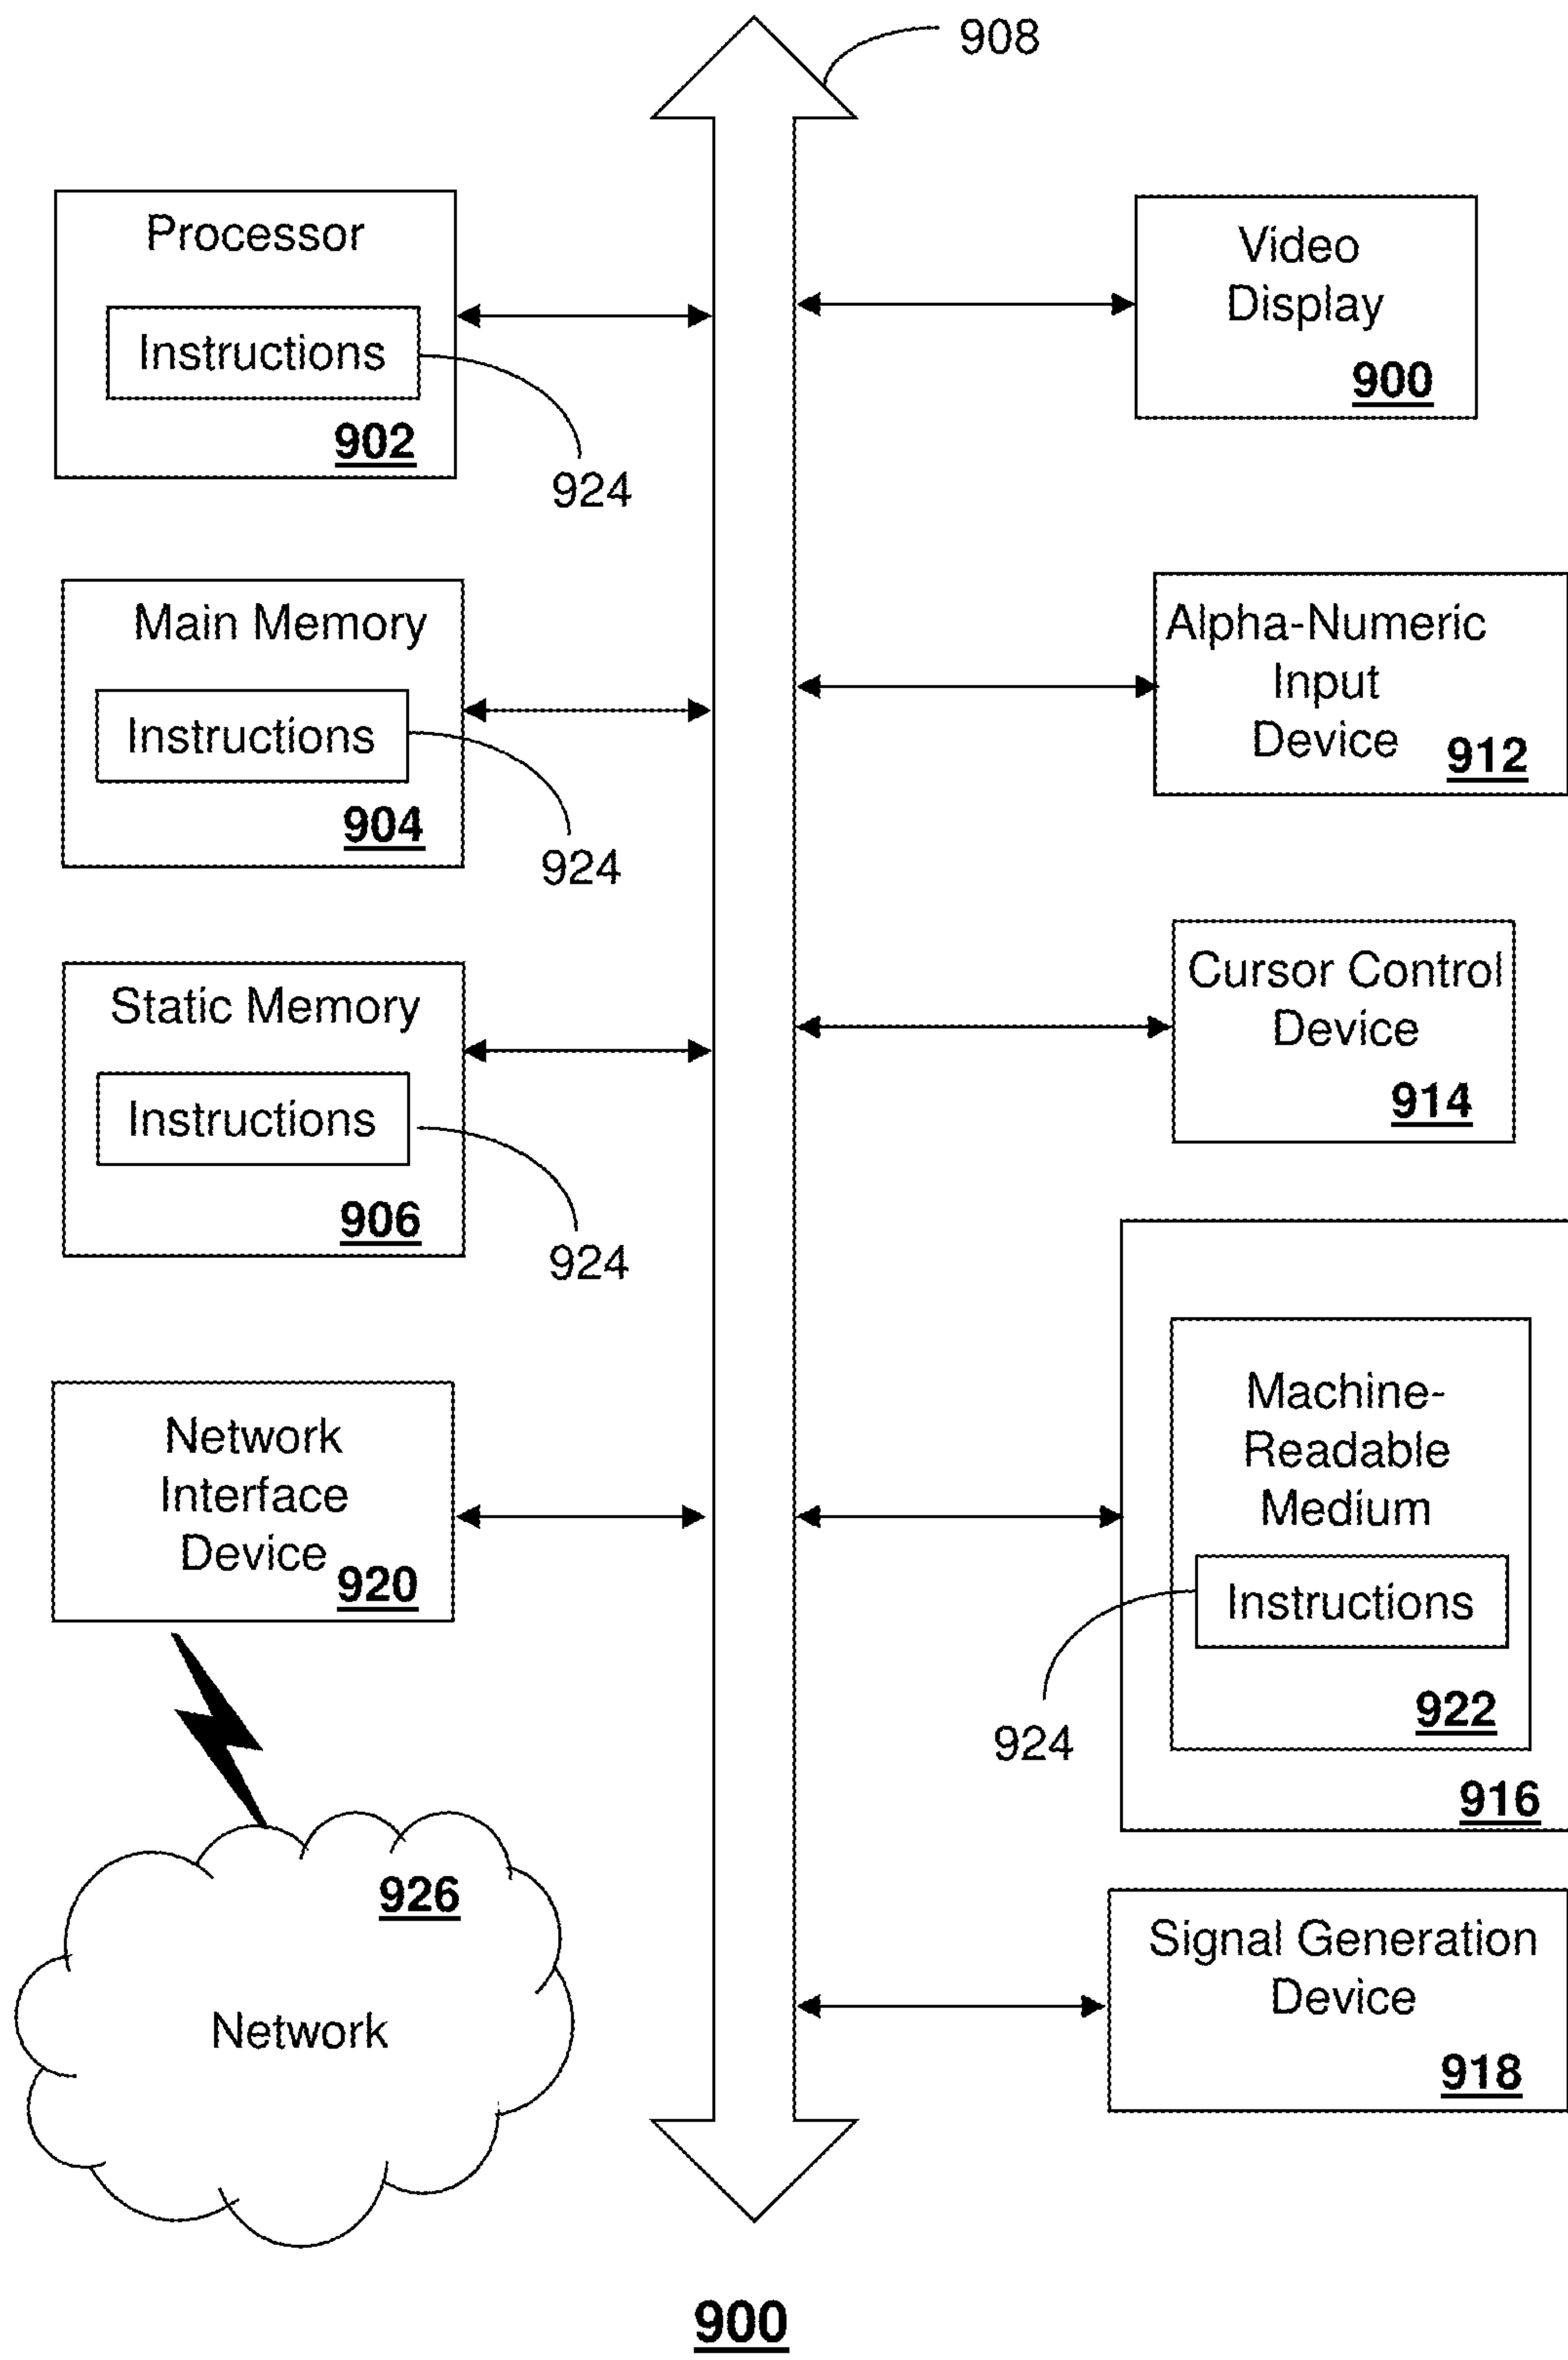 908
Processor
Instructions
902
924
Main Memory
Instructions
904
924
Static Memory
Instructions
906
924
Network
Interface
Device
920
926
Network
Video
Display
900
Alpha-Numeric
Input
Device
912
Cursor Control
Device
914
Machine-
Readable
Medium
Instructions
922
924
916
Signal Generation
Device
918
900